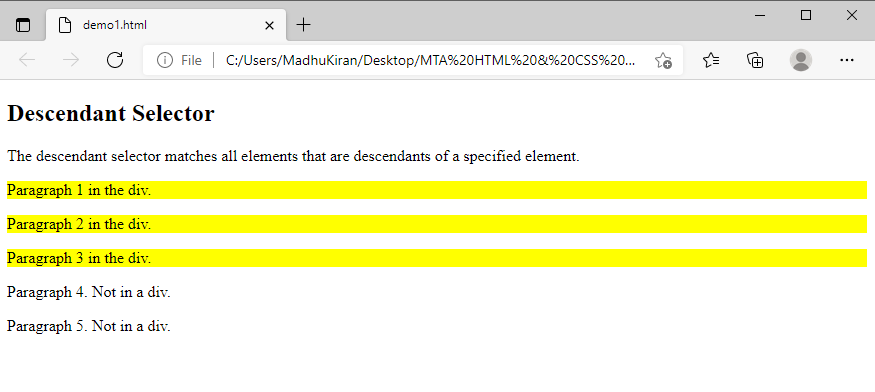 demo1.html
File
C:/Users/MadhuKiran/Desktop/MTA%20HTML%20&%20CSS%20...
Descendant Selector
The descendant selector matches all elements that are descendants of a specified element.
Paragraph 1 in the div.
Paragraph 2 in the div.
Paragraph 3 in the div.
Paragraph 4. Not in a div.
Paragraph 5. Not in a div.